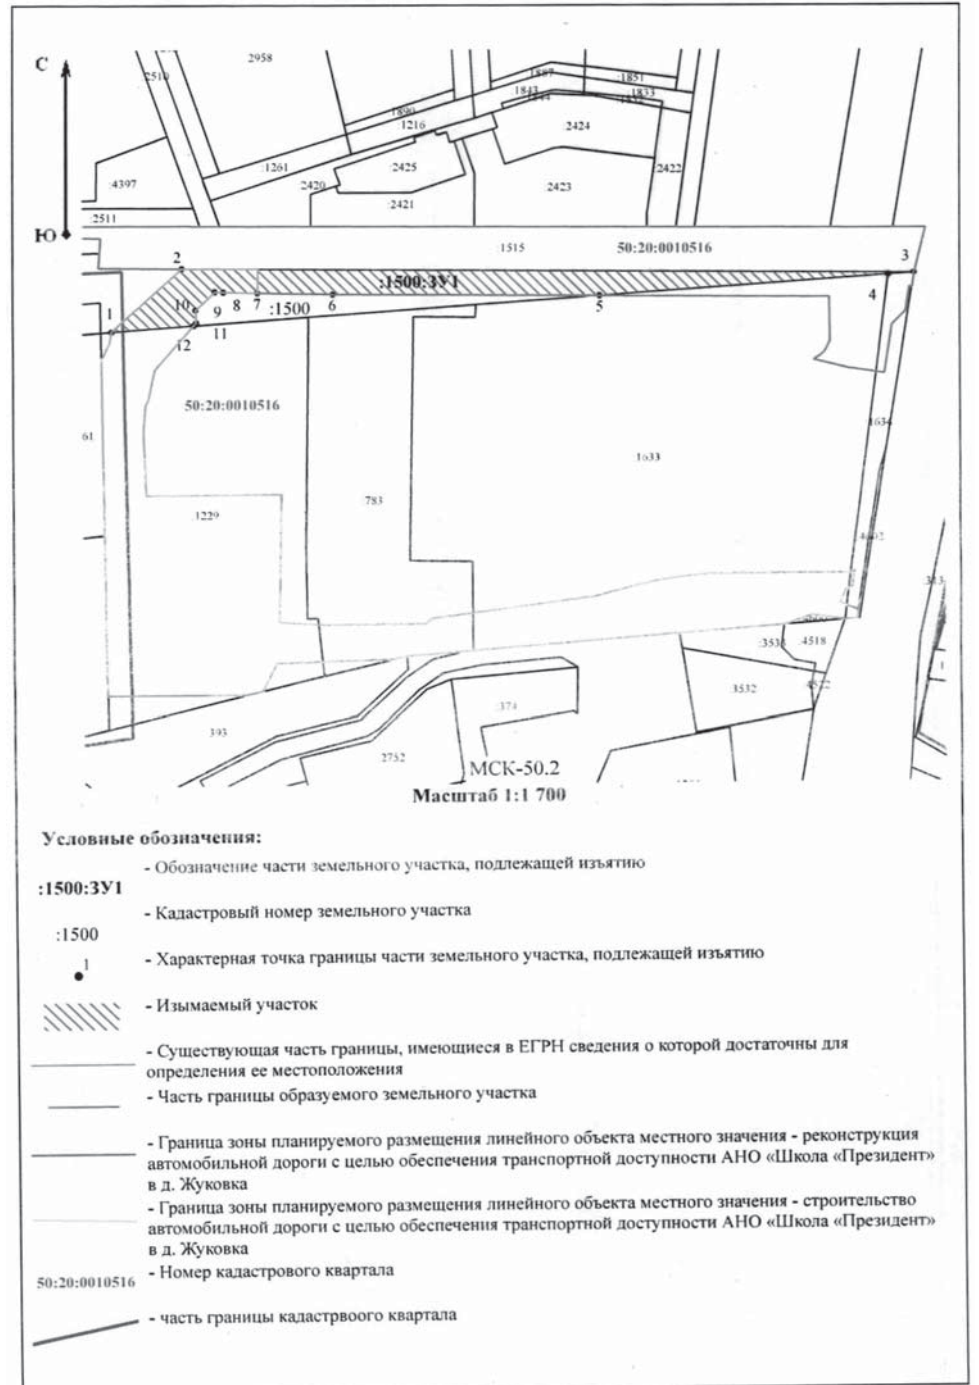 С
2958
2510
:1887
:1851
:1843
:1844
:1833
:1890
:1216
:2424
:1261
:2425
:2422
:4397
:2420
:2423
:2421
:2511
Ю
:1515
50:20:0010516
3
2
:1500:ЗУ1
4
10
9
8
7
:1500
6
5
1
11
12
50:20:0010516
61
1634
1633
783
1229
:353
:4518
3532
:374
393
2752
МСК-50.2
Масштаб 1:1 700
Условные обозначения:
- Обозначение части земельного участка, подлежащей изъятию
:1500:ЗУ1
- Кадастровый номер земельного участка
:1500
- Характерная точка границы части земельного участка, подлежащей изъятию
1
- Изымаемый участок
- Существующая часть границы, имеющиеся в ЕГРН сведения о которой достаточны для
определения ее местоположения
- Часть границы образуемого земельного участка
- Граница зоны планируемого размещения линейного объекта местного значения - реконструкция
автомобильной дороги с целью обеспечения транспортной доступности АНО «Школа «Президент»
в д. Жуковка
- Граница зоны планируемого размещения линейного объекта местного значения - строительство
автомобильной дороги с целью обеспечения транспортной доступности АНО «Школа «Президент»
в д. Жуковка
50:20:0010516
- Номер кадастрового квартала
- часть границы кадастрвоого квартала